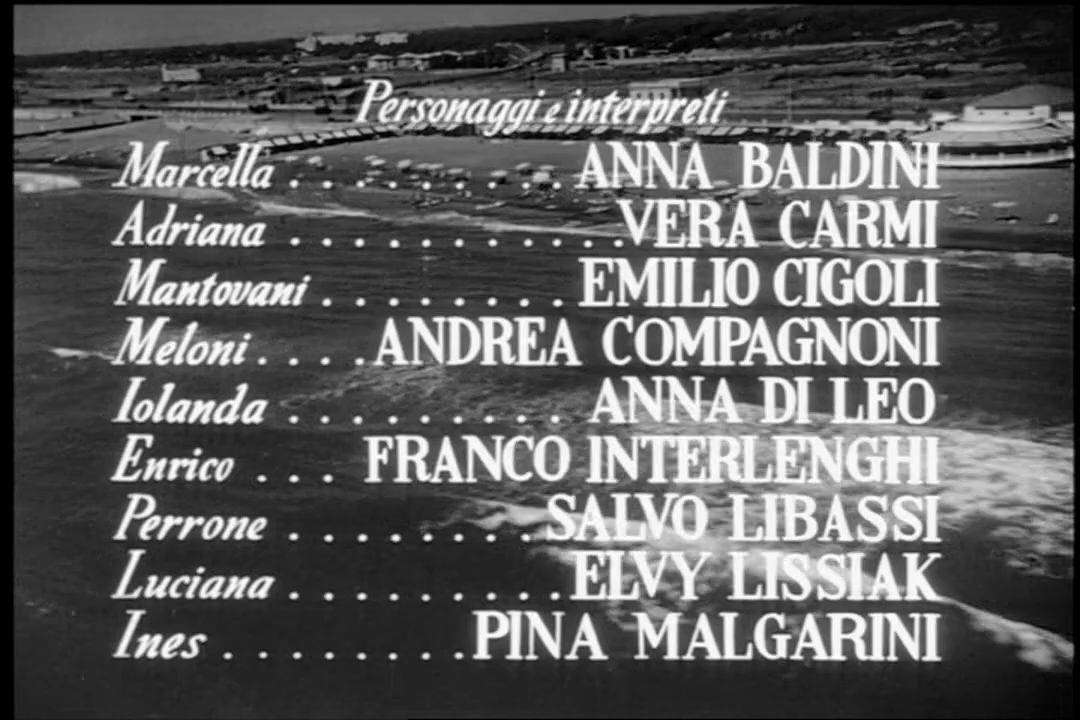 Personaggi e interpreti
Marcella . . . . . . . . . ANNA BALDINI
Adriana . . . . . . . . . . . . VERA CARMI
Mantovani . . . . . . . . . EMILIO CIGOLI
Meloni . . . . ANDREA COMPAGNONI
Iolanda . . . . . . . . . . ANNA DI LEO
Enrico . . . FRANCO INTERLENGHI
Perrone . . . . . . . . SALVO LIBASSI
Luciana . . . . . . . . . ELVY LISSIAK
Ines . . . . . . . . PINA MALGARINI